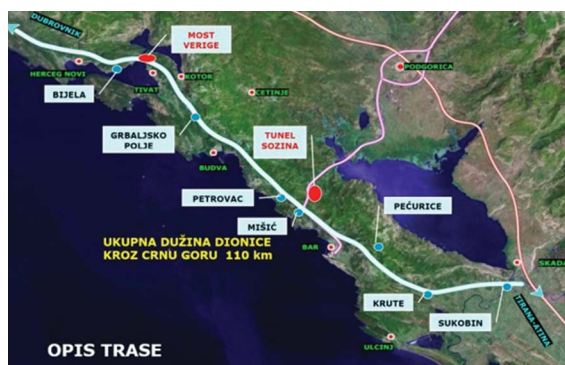 DUBROVNIK
MOST
VERIGE
HERCEG NOVI
BIJELA
TIVAT
KOTOR
CETINJE
PODGORICA
GRBALJSKO
POLJE
TUNEL
SOZINA
BUDVA
PETROVAC
PEĆURICE
MIŠIĆ
UKUPNA DUŽINA DIONICE
KROZ CRNU GORU 110 km
BAR
SKADA
KRUTE
SUKOBIN
TIRANA-ATINA
OPIS TRASE
ULCINJ